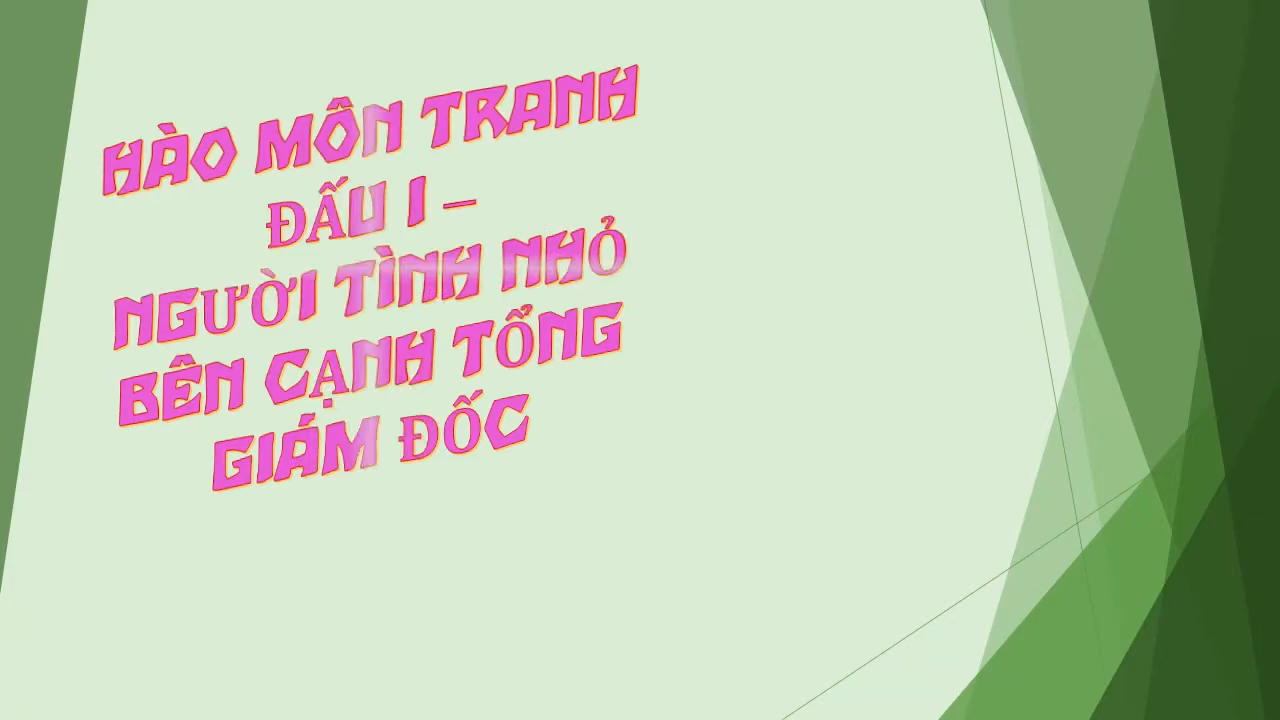 HÀO MÔN TRANH
ĐẤU I –
NGƯỜI TÌNH NHỎ
BÊN CẠNH TỔNG
GIÁM ĐỐC